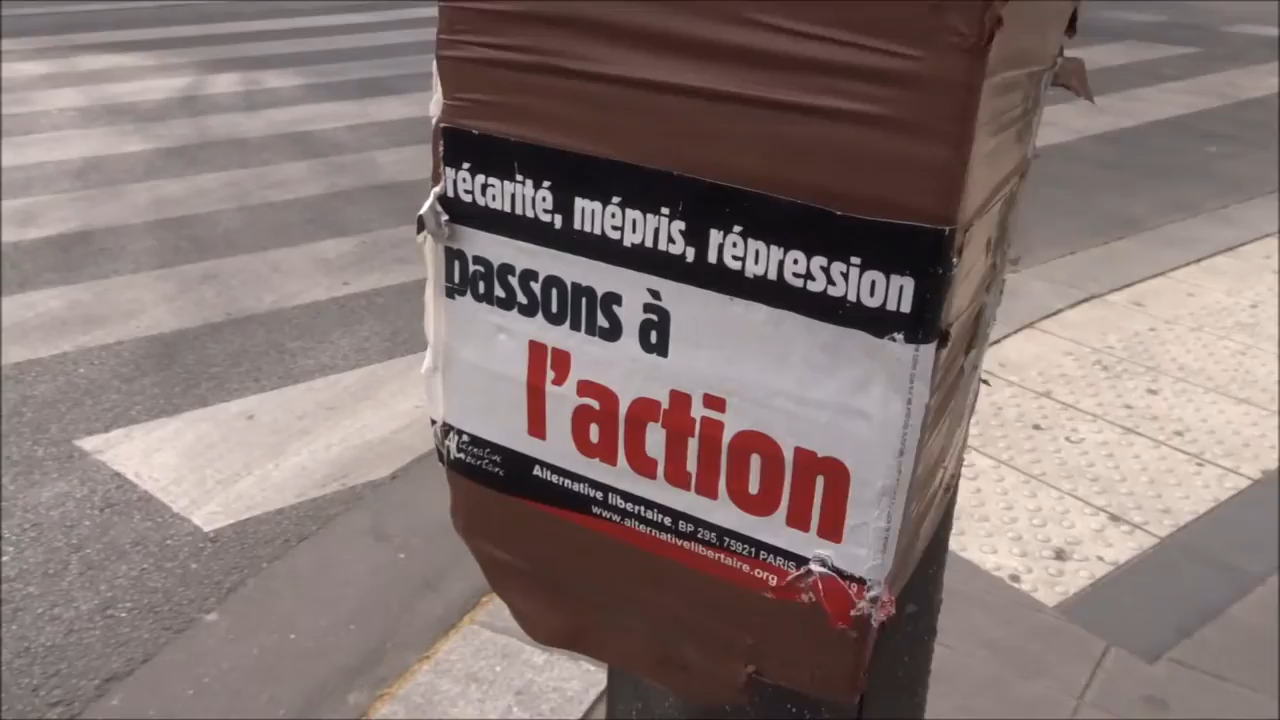 récarité, mépris, répression
passons à
l'action
ALternative
Libertaire
Alternative libertaire, BP 295, 75921 PARIS
www.alternativelibertaire.org